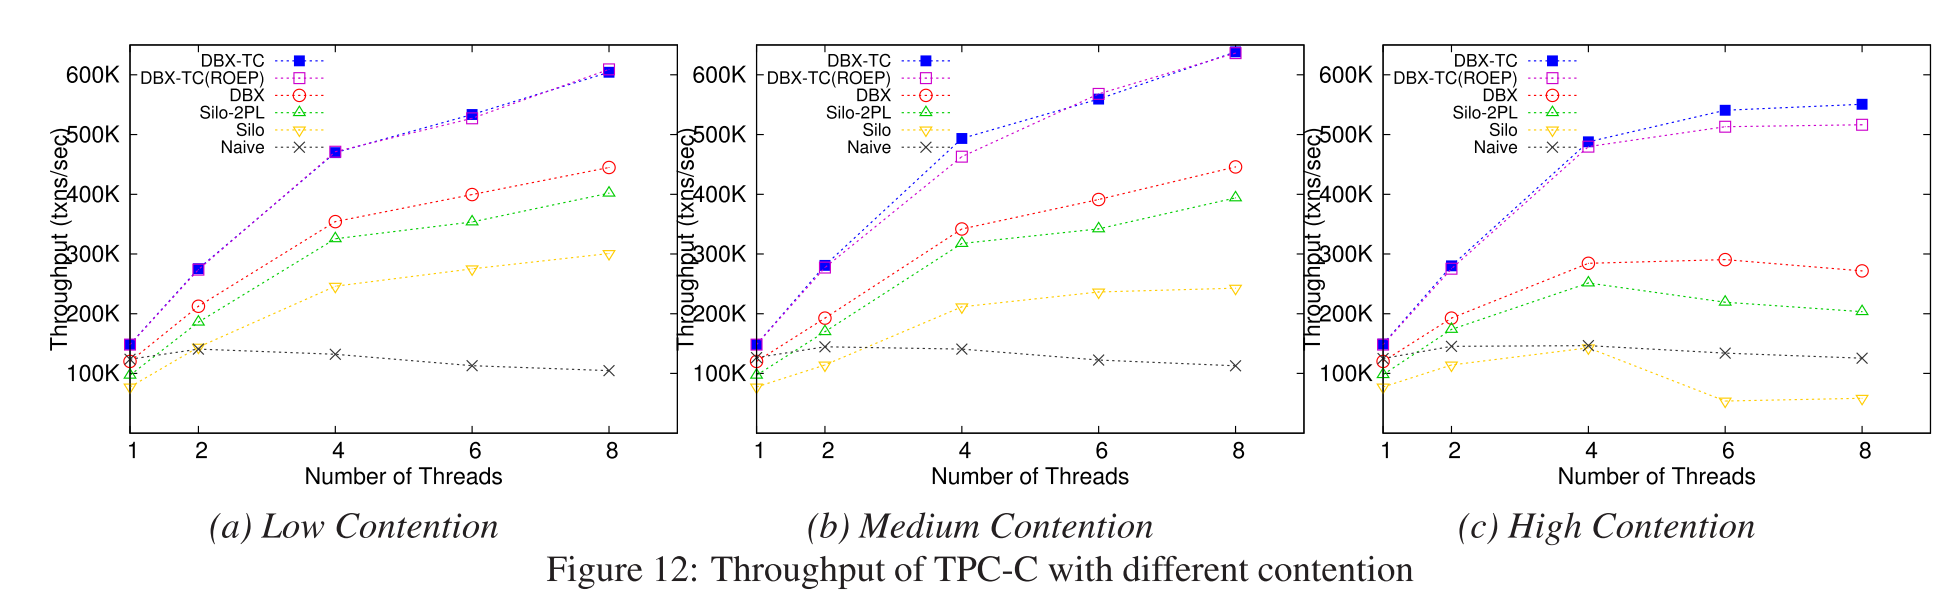 DBX-TC
DBX-TC(ROEP)
DBX
Silo-2PL
Silo
Naive
600K
500K
400K
300K
200K
100K
Throughput (txns/sec)
1 2 4 6 8
Number of Threads
(a) Low Contention
DBX-TC
DBX-TC(ROEP)
DBX
Silo-2PL
Silo
Naive
600K
500K
400K
300K
200K
100K
Throughput (txns/sec)
1 2 4 6 8
Number of Threads
(b) Medium Contention
DBX-TC
DBX-TC(ROEP)
DBX
Silo-2PL
Silo
Naive
600K
500K
400K
300K
200K
100K
Throughput (txns/sec)
1 2 4 6 8
Number of Threads
(c) High Contention
Figure 12: Throughput of TPC-C with different contention